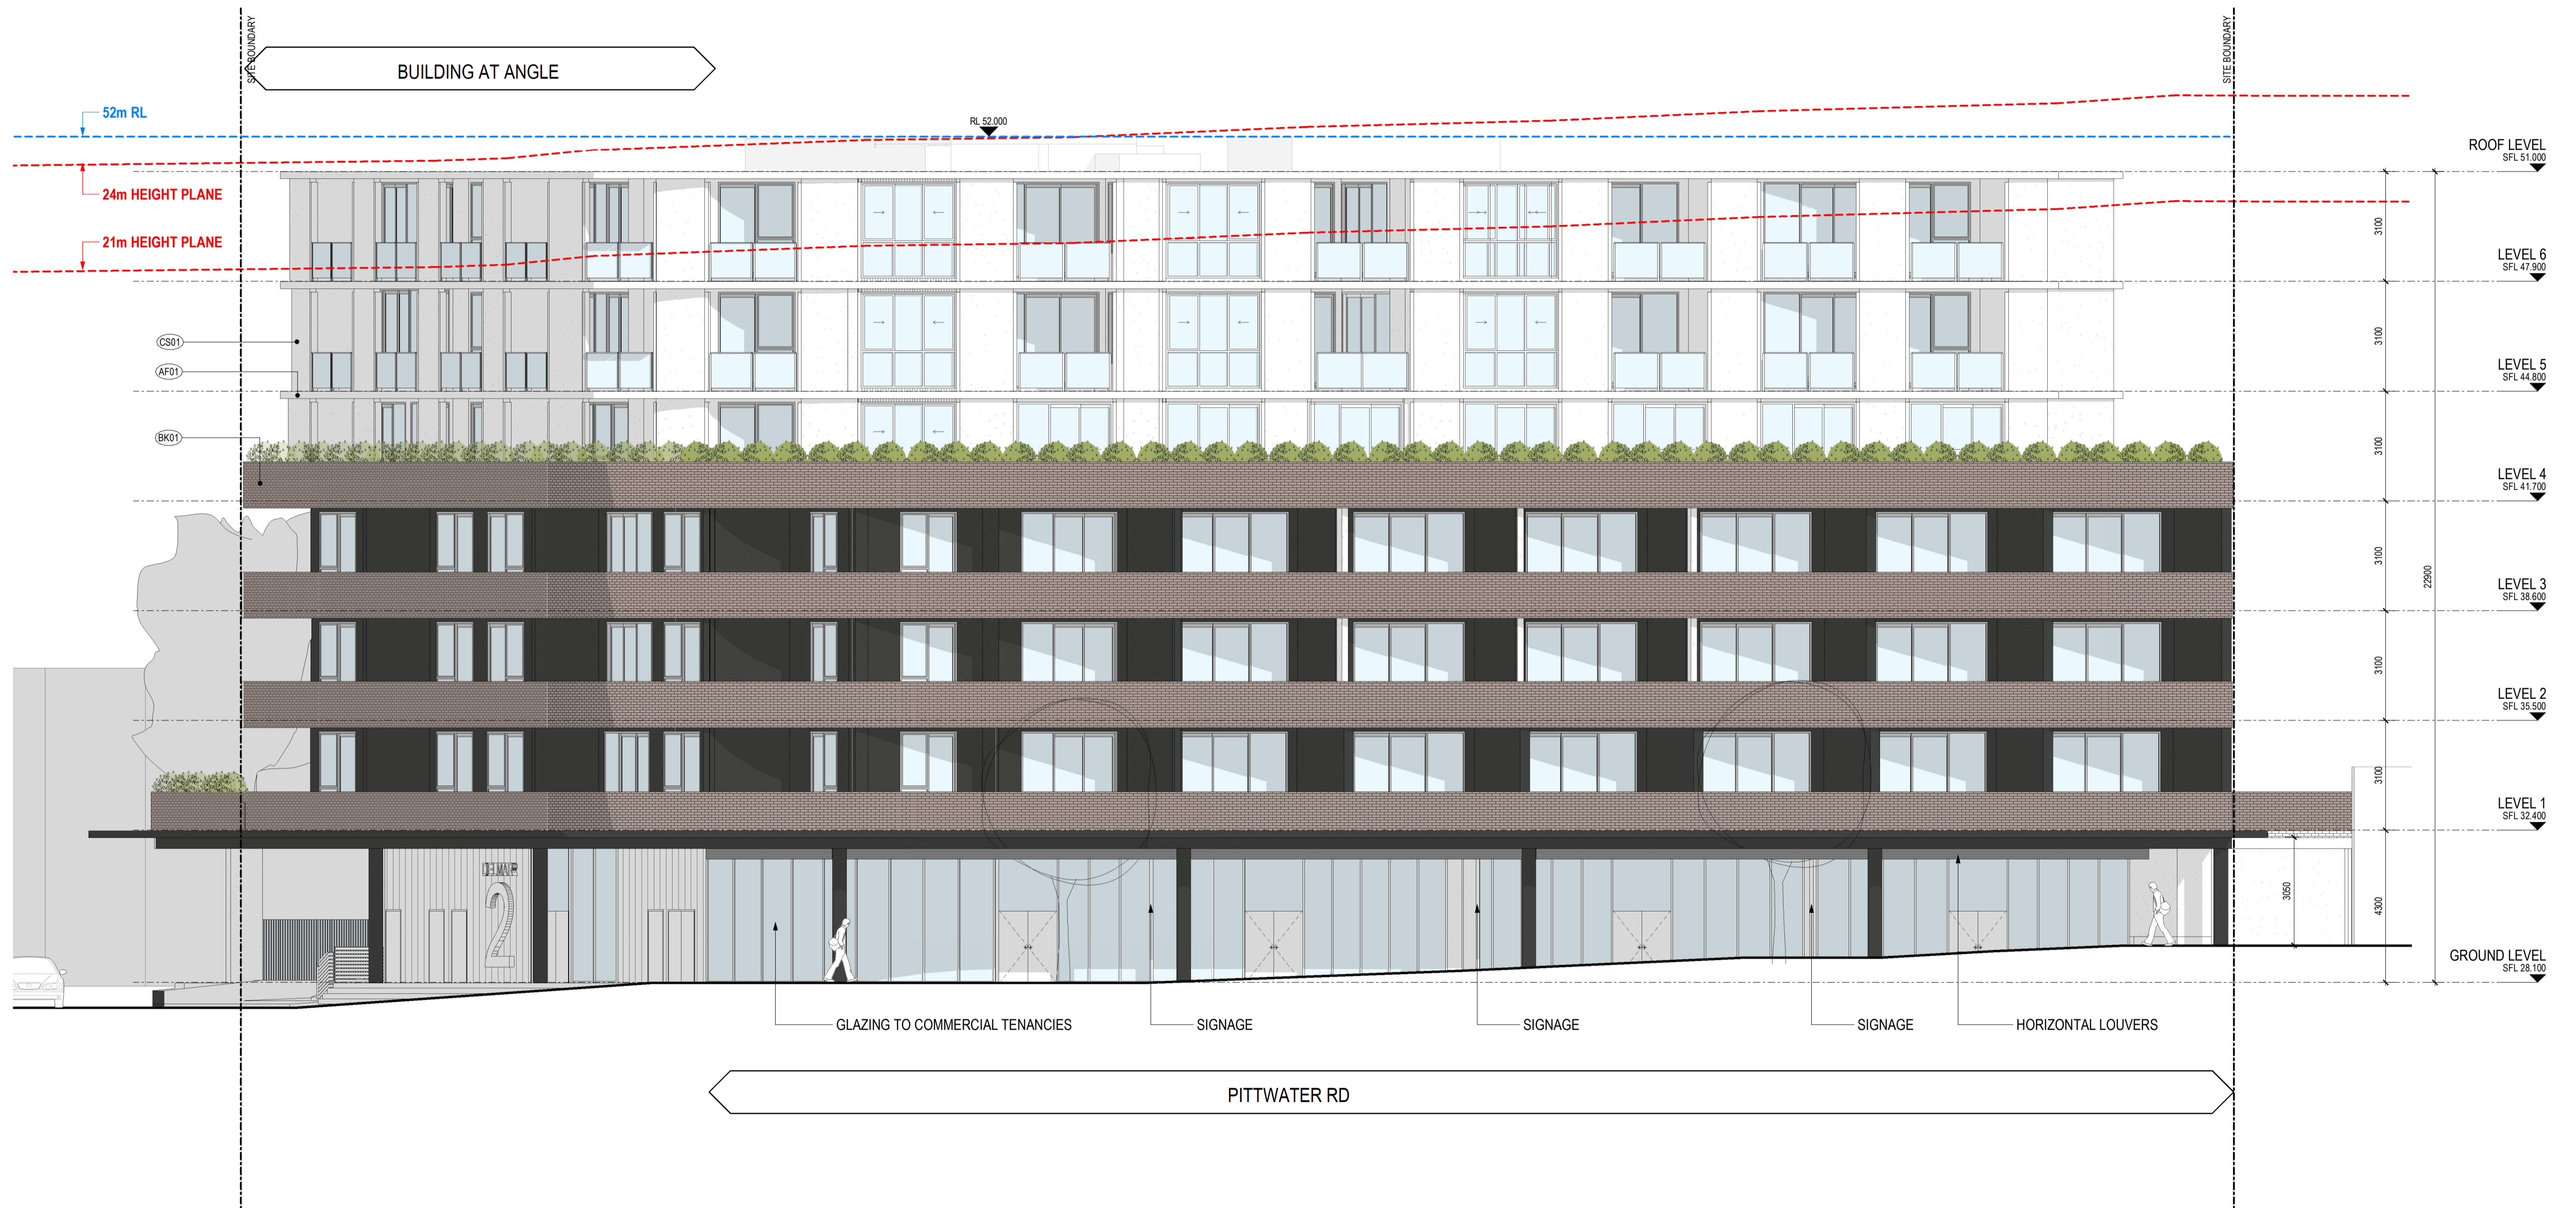 SITE BOUNDARY
SITE BOUNDARY
BUILDING AT ANGLE
52m RL
RL 52.000
24m HEIGHT PLANE
21m HEIGHT PLANE
ROOF LEVEL
SFL 51.000
3100
LEVEL 6
SFL 47.900
3100
CS01
AF01
LEVEL 5
SFL 44.800
3100
BK01
LEVEL 4
SFL 41.700
3100
22900
LEVEL 3
SFL 38.600
3100
LEVEL 2
SFL 35.500
3100
LEVEL 1
SFL 32.400
2
3050
4300
GROUND LEVEL
SFL 28.100
GLAZING TO COMMERCIAL TENANCIES
SIGNAGE
SIGNAGE
SIGNAGE
HORIZONTAL LOUVERS
PITTWATER RD